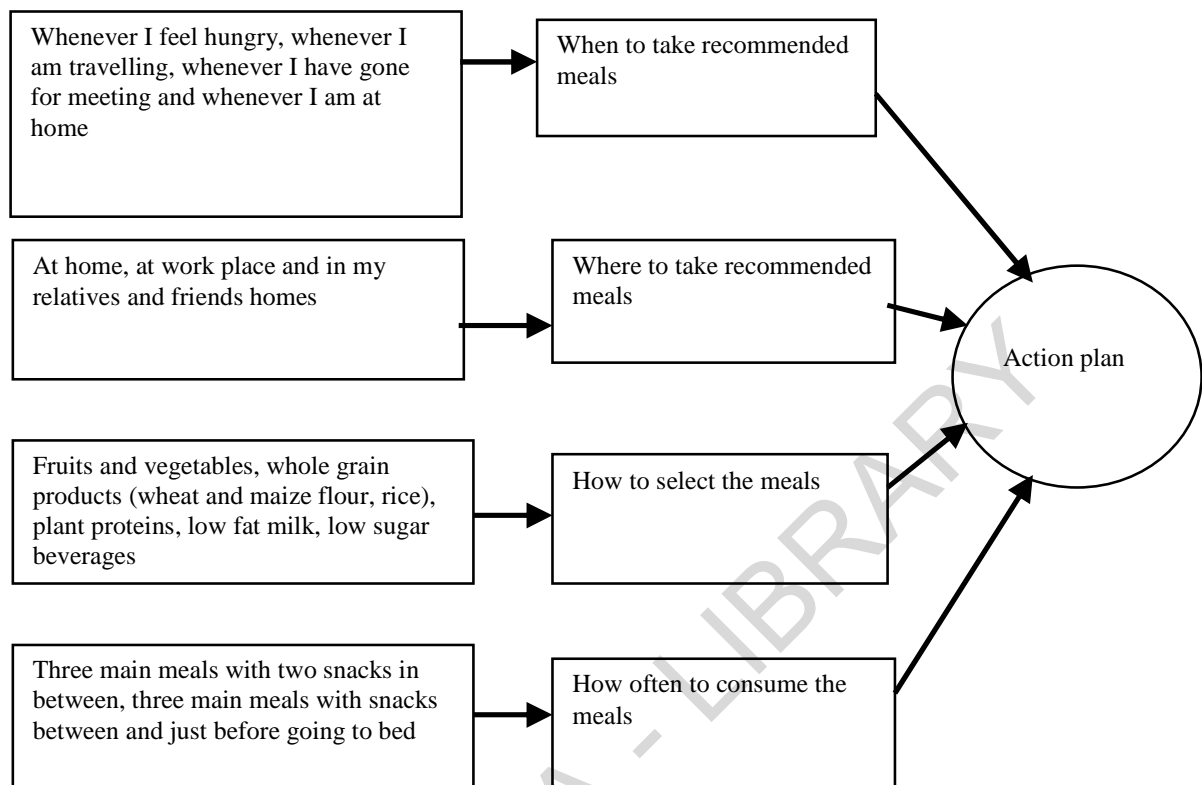 Whenever I feel hungry, whenever I
am travelling, whenever I have gone
for meeting and whenever I am at
home
When to take recommended
meals
At home, at work place and in my
relatives and friends homes
Where to take recommended
meals
Action plan
Fruits and vegetables, whole grain
products (wheat and maize flour, rice),
plant proteins, low fat milk, low sugar
beverages
How to select the meals
Three main meals with two snacks in
between, three main meals with snacks
between and just before going to bed
How often to consume the
meals
A - LIBRARY